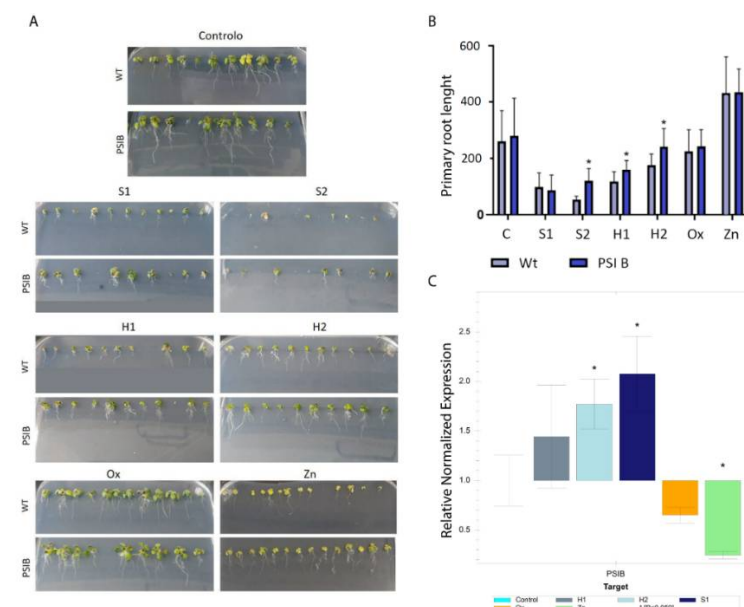 A
Controlo
WT
PSIB
S1
S2
WT
PSIB
H1
H2
WT
PSIB
Ox
Zn
WT
PSIB
B
Primary root lenght
600
400
200
0
*
*
*
C
S1
S2
H1
H2
Ox
Zn
Wt
PSI B
C
Relative Normalized Expression
2.5
2.0
1.5
1.0
0.5
*
*
*
PSIB
Target
Control
H1
H2
S1